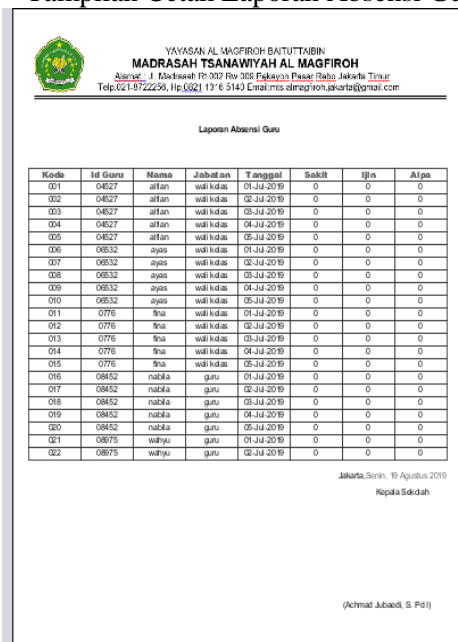 Tampilan Cetak Laporan Absensi Gu
YAYASAN AL MAGFIROH BAITUTTAIBIN
MADRASAH TSANAWIYAH AL MAGFIROH
Alamat : J. Madrasah Rt.002 Rw 009 Pekayon Pasar Rebo Jakarta Timur
Telp.021-8722256, Hp.0821 1316 5140 Email:mts.almagfiroh.jakarta@gmail.com
Laporan Absensi Guru
Kode Id Guru Nama Jabatan Tanggal Sakit Ijin Alpa
001 04527 alfian wali kelas 01-Jul-2019 0 0 0
002 04527 alfian wali kelas 02-Jul-2019 0 0 0
003 04527 alfian wali kelas 03-Jul-2019 0 0 0
004 04527 alfian wali kelas 04-Jul-2019 0 0 0
005 04527 alfian wali kelas 05-Jul-2019 0 0 0
006 06532 ayas wali kelas 01-Jul-2019 0 0 0
007 06532 ayas wali kelas 02-Jul-2019 0 0 0
008 06532 ayas wali kelas 03-Jul-2019 0 0 0
009 06532 ayas wali kelas 04-Jul-2019 0 0 0
010 06532 ayas wali kelas 05-Jul-2019 0 0 0
011 0776 fina wali kelas 01-Jul-2019 0 0 0
012 0776 fina wali kelas 02-Jul-2019 0 0 0
013 0776 fina wali kelas 03-Jul-2019 0 0 0
014 0776 fina wali kelas 04-Jul-2019 0 0 0
015 0776 fina wali kelas 05-Jul-2019 0 0 0
016 08452 nabila guru 01-Jul-2019 0 0 0
017 08452 nabila guru 02-Jul-2019 0 0 0
018 08452 nabila guru 03-Jul-2019 0 0 0
019 08452 nabila guru 04-Jul-2019 0 0 0
020 08452 nabila guru 05-Jul-2019 0 0 0
021 08975 wahyu guru 01-Jul-2019 0 0 0
022 08975 wahyu guru 02-Jul-2019 0 0 0
Jakarta,Senin, 19 Agustus 2019
Kepala Sekolah
(Achmad Jubaedi, S. Pd I)